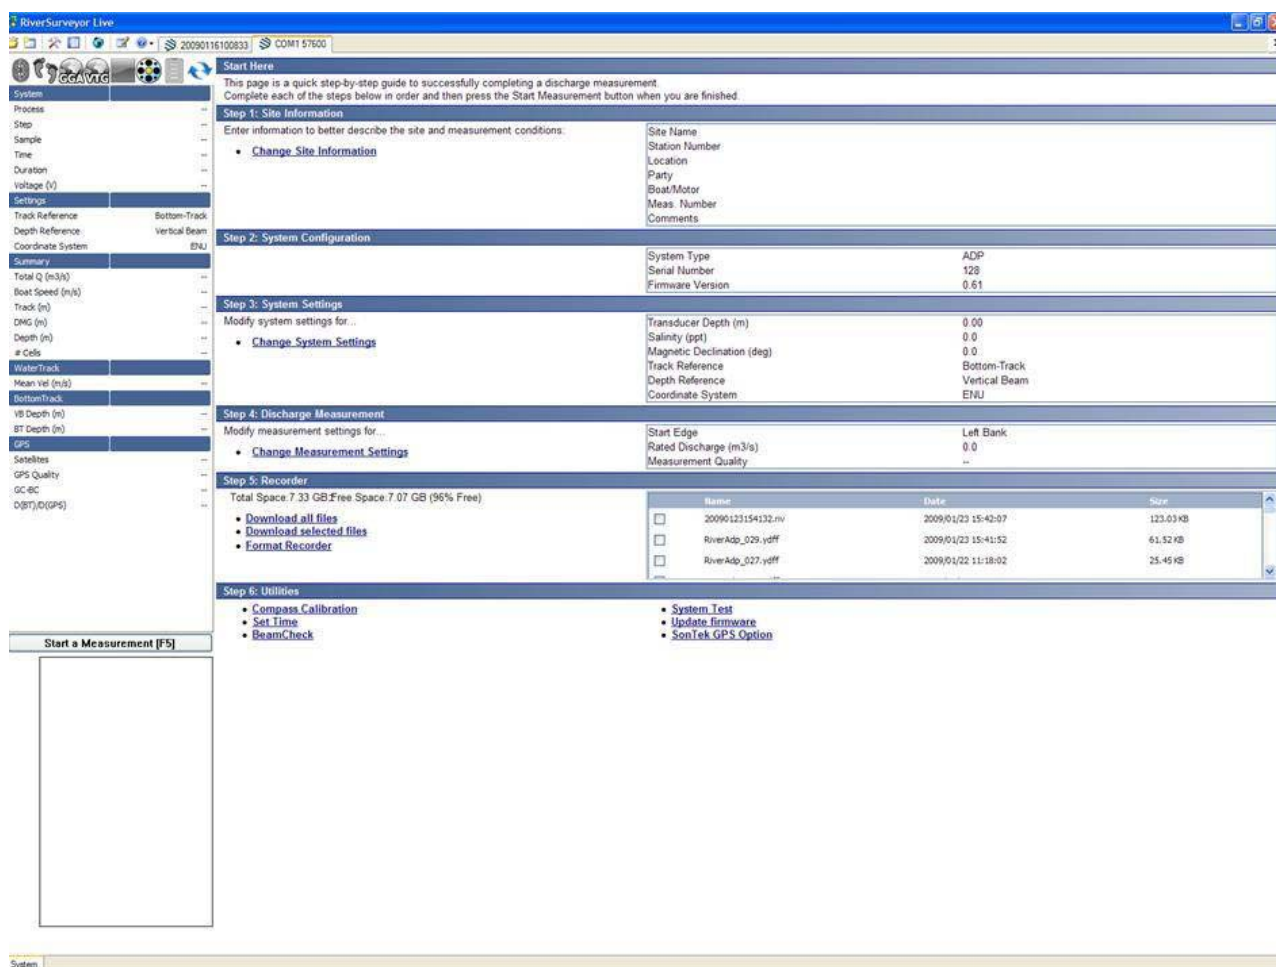 RiverSurveyor Live
20090116100833
COM1 57600
GGA VTG
System
Process --
Step --
Sample --
Time --
Duration --
Voltage (V) --
Settings
Track Reference Bottom-Track
Depth Reference Vertical Beam
Coordinate System ENU
Summary
Total Q (m3/s) --
Boat Speed (m/s) --
Track (m) --
DMG (m) --
Depth (m) --
# Cells --
WaterTrack
Mean Vel (m/s) --
BottomTrack
VB Depth (m) --
BT Depth (m) --
GPS
Satellites --
GPS Quality --
GC-BC --
D(BT)/D(GPS) --
Start a Measurement [F5]
Start Here
This page is a quick step-by-step guide to successfully completing a discharge measurement.
Complete each of the steps below in order and then press the Start Measurement button when you are finished.
Step 1: Site Information
Enter information to better describe the site and measurement conditions.
• Change Site Information
Site Name
Station Number
Location
Party
Boat/Motor
Meas. Number
Comments
Step 2: System Configuration
System Type ADP
Serial Number 128
Firmware Version 0.61
Step 3: System Settings
Modify system settings for...
• Change System Settings
Transducer Depth (m) 0.00
Salinity (ppt) 0.0
Magnetic Declination (deg) 0.0
Track Reference Bottom-Track
Depth Reference Vertical Beam
Coordinate System ENU
Step 4: Discharge Measurement
Modify measurement settings for...
• Change Measurement Settings
Start Edge Left Bank
Rated Discharge (m3/s) 0.0
Measurement Quality --
Step 5: Recorder
Total Space:7.33 GB Free Space:7.07 GB (96% Free)
• Download all files
• Download selected files
• Format Recorder
Name Date Size
20090123154132.riv 2009/01/23 15:42:07 123.03 KB
RiverAdp_029.ydff 2009/01/23 15:41:52 61.52 KB
RiverAdp_027.ydff 2009/01/22 11:18:02 25.45 KB
Step 6: Utilities
• Compass Calibration
• Set Time
• BeamCheck
• System Test
• Update firmware
• SonTek GPS Option
System